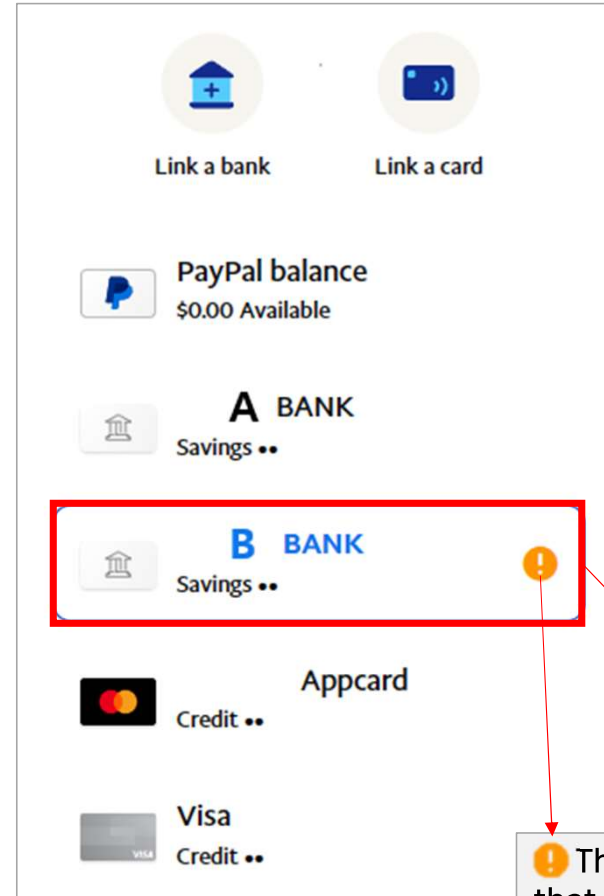 Link a bank Link a card
PayPal balance
$0.00 Available
A BANK
Savings ••
B BANK
Savings ••
Appcard
Credit ••
Visa
Credit ••
VISA